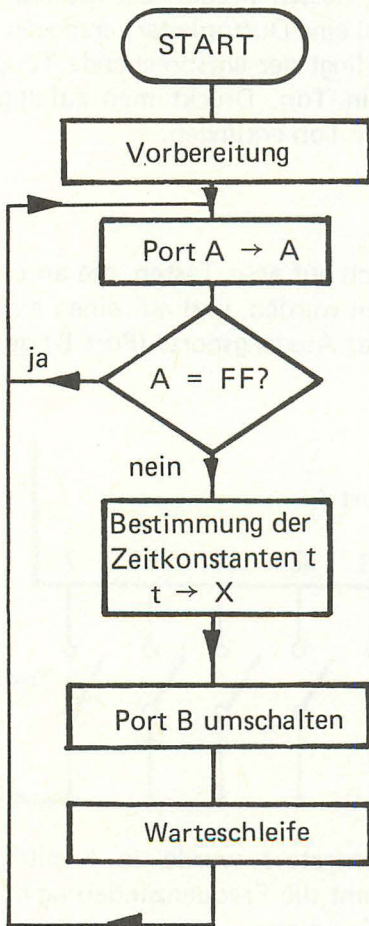 START
Vorbereitung
Port A → A
A = FF?
ja
nein
Bestimmung der
Zeitkonstanten t
t → X
Port B umschalten
Warteschleife